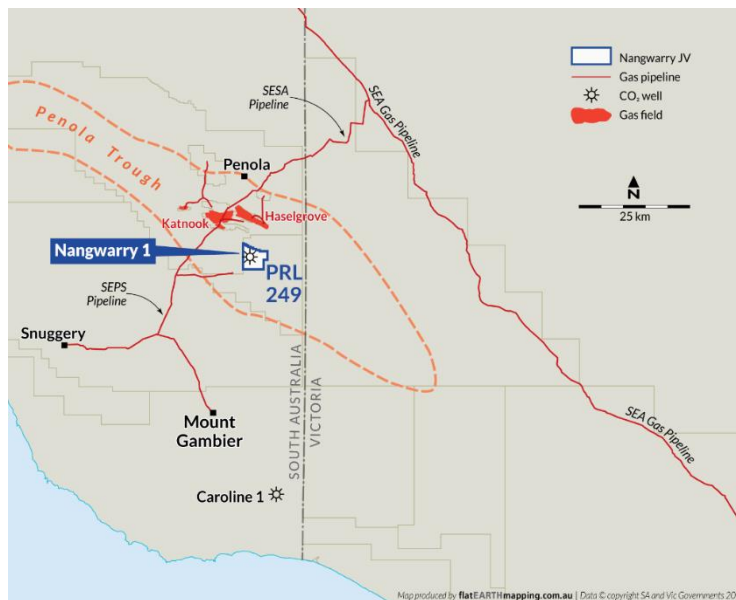 Nangwarry JV
Gas pipeline
CO₂ well
Gas field
N
25 km
SESA
Pipeline
SEA Gas Pipeline
Penola Trough
Penola
Katnook
Haselgrove
Nangwarry 1
PRL
249
SEPS
Pipeline
Snuggery
Mount
Gambier
SOUTH AUSTRALIA
VICTORIA
SEA Gas Pipeline
Caroline 1
Map produced by flatEARTHmapping.com.au | Data © copyright SA and Vic Governments 20